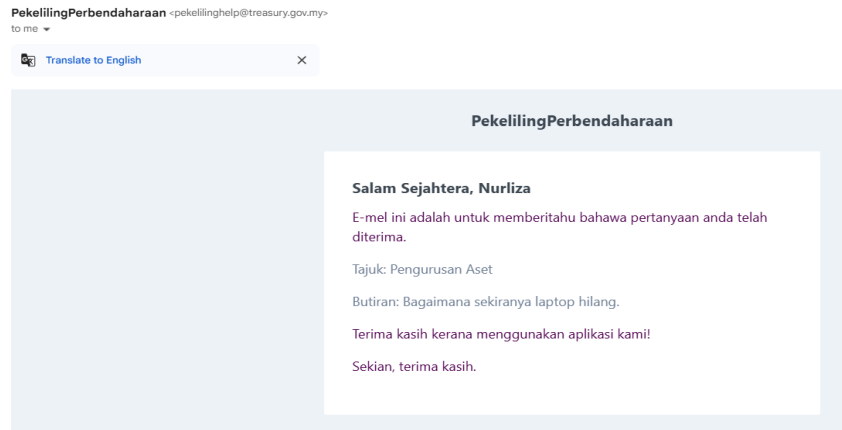 PekelilingPerbendaharaan <pekelilinghelp@treasury.gov.my>
to me
Translate to English
PekelilingPerbendaharaan
Salam Sejahtera, Nurliza
E-mel ini adalah untuk memberitahu bahawa pertanyaan anda telah
diterima.
Tajuk: Pengurusan Aset
Butiran: Bagaimana sekiranya laptop hilang.
Terima kasih kerana menggunakan aplikasi kami!
Sekian, terima kasih.